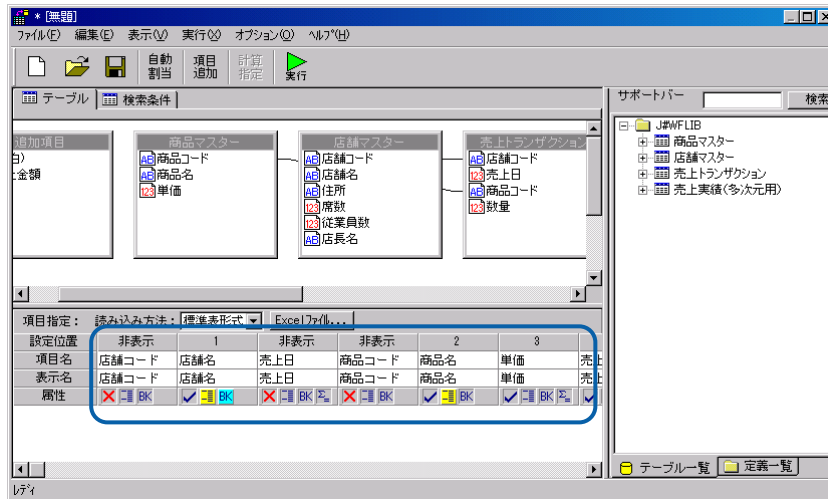 * [無題]
ファイル(F) 編集(E) 表示(V) 実行(X) オプション(O) ヘルプ(H)
自動割当 項目追加 計算指定 実行
テーブル 検索条件
追加項目
金額
商品マスター
商品コード
商品名
単価
店舗マスター
店舗コード
店舗名
住所
席数
従業員数
店長名
売上トランザクション
店舗コード
売上日
商品コード
数量
項目指定: 読み込み方法: 標準表形式 Excelファイル...
設定位置 非表示 1 非表示 非表示 2 3
項目名 店舗コード 店舗名 売上日 商品コード 商品名 単価 売上
表示名 店舗コード 店舗名 売上日 商品コード 商品名 単価 売上
属性 BK BK BK Σ BK BK BK Σ
サポートバー 検索
J#WFLIB
商品マスター
店舗マスター
売上トランザクション
売上実績(多次元用)
テーブル一覧 定義一覧
レディ